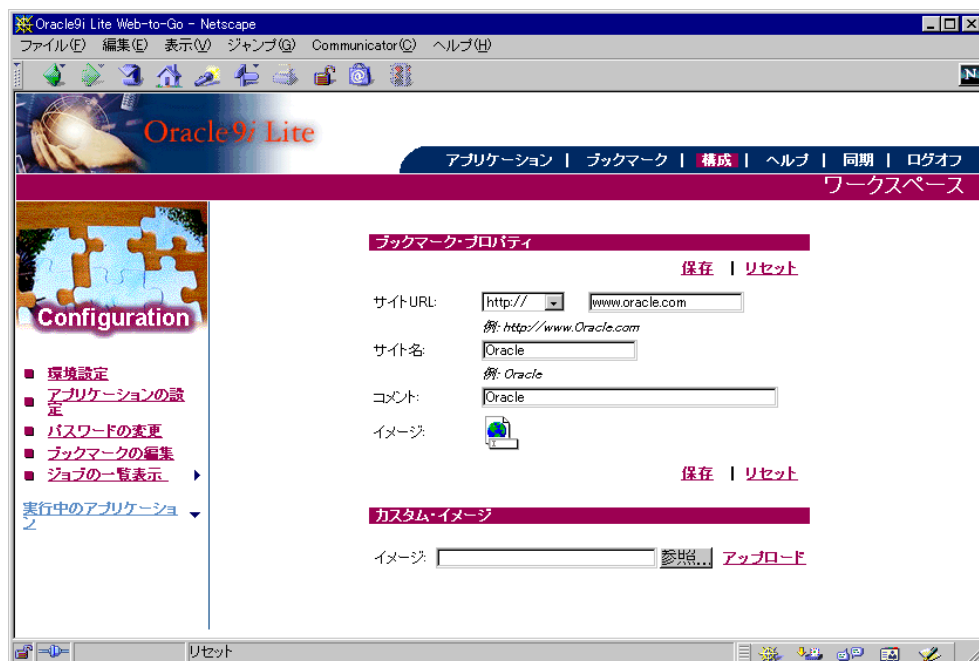 Oracle9i Lite Web-to-Go - Netscape
ファイル(F) 編集(E) 表示(V) ジャンプ(G) Communicator(C) ヘルプ(H)
N
Oracle9i Lite
アプリケーション | ブックマーク | 構成 | ヘルプ | 同期 | ログオフ
ワークスペース
Configuration
環境設定
アプリケーションの設
定
パスワードの変更
ブックマークの編集
ジョブの一覧表示
実行中のアプリケーショ
ン
ブックマーク・プロパティ
保存 | リセット
サイトURL: http:// www.oracle.com
例: http://www.Oracle.com
サイト名: Oracle
例: Oracle
コメント: Oracle
イメージ:
保存 | リセット
カスタム・イメージ
イメージ: 参照... アップロード
リセット